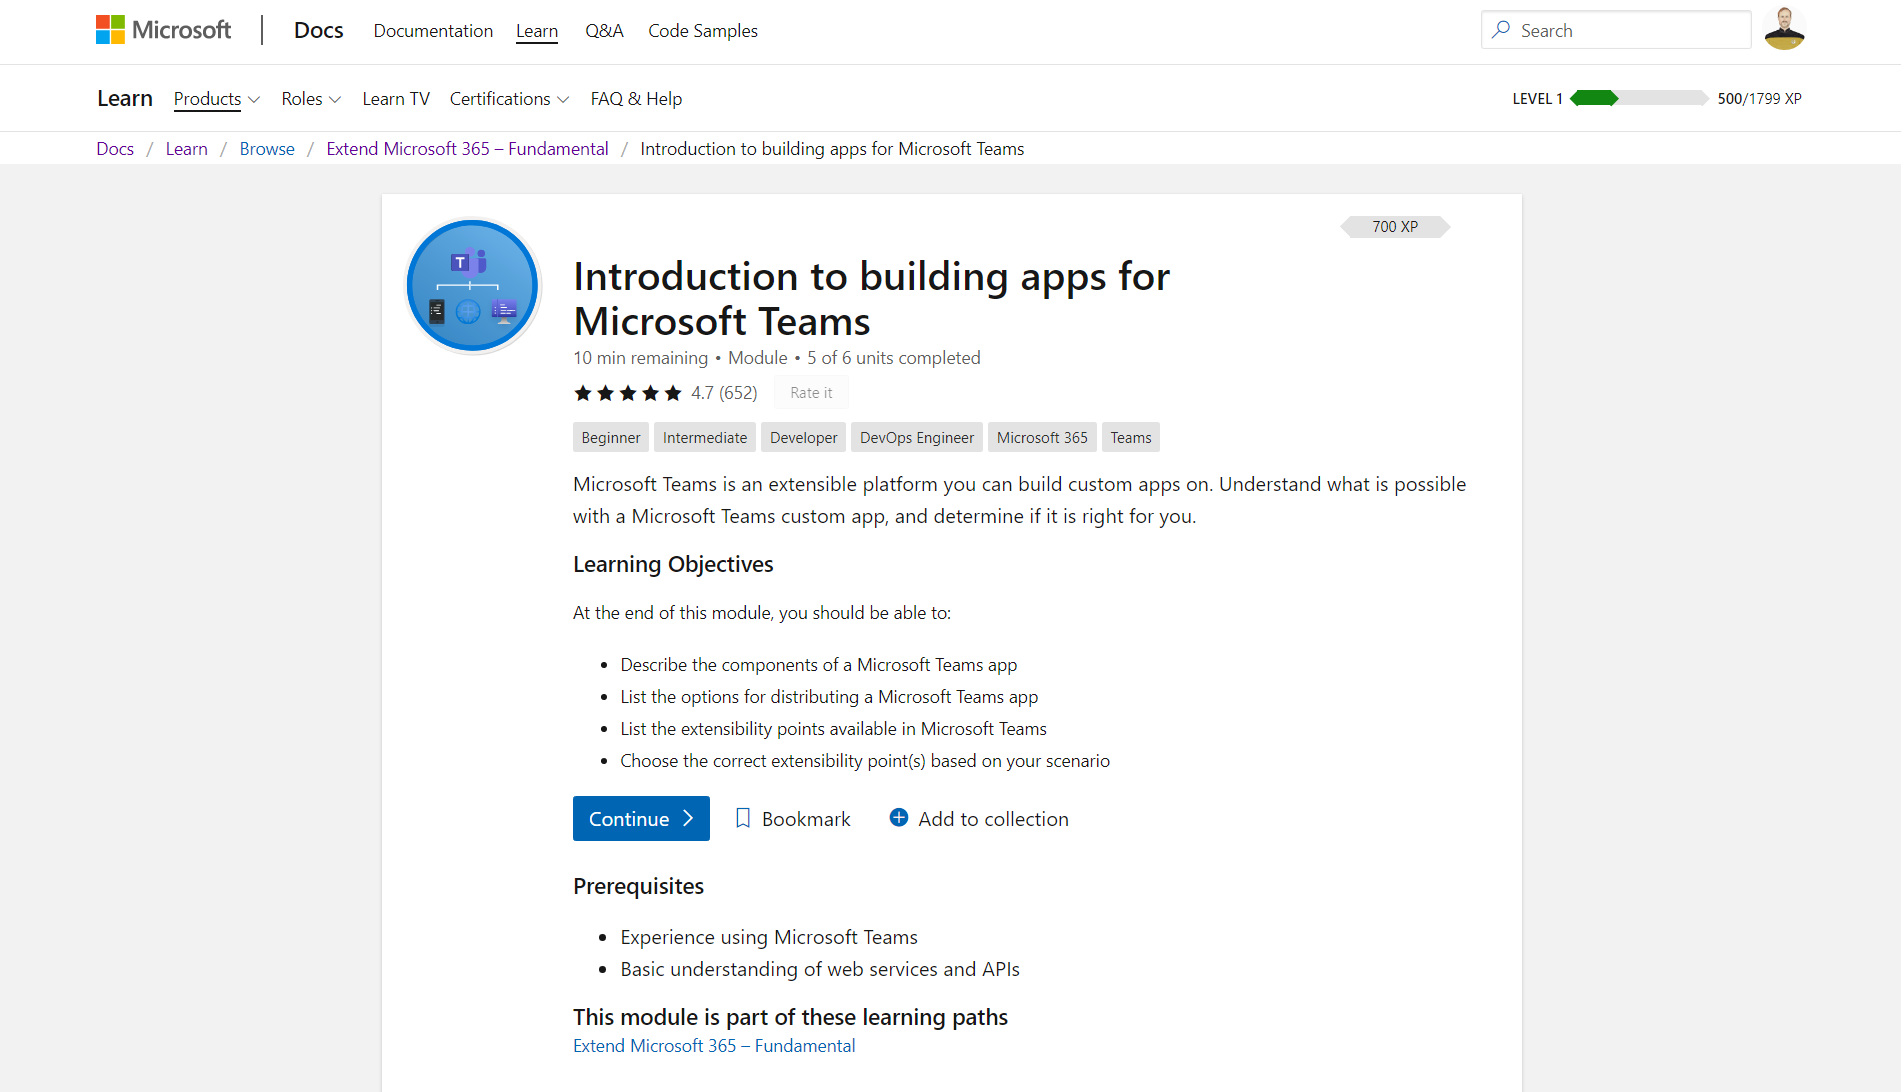 Microsoft
Docs
Documentation
Learn
Q&A
Code Samples
Search
Learn
Products
Roles
Learn TV
Certifications
FAQ & Help
LEVEL 1
500/1799 XP
Docs / Learn / Browse / Extend Microsoft 365 – Fundamental / Introduction to building apps for Microsoft Teams
700 XP
T
Introduction to building apps for
Microsoft Teams
10 min remaining • Module • 5 of 6 units completed
4.7 (652)
Rate it
Beginner
Intermediate
Developer
DevOps Engineer
Microsoft 365
Teams
Microsoft Teams is an extensible platform you can build custom apps on. Understand what is possible
with a Microsoft Teams custom app, and determine if it is right for you.
Learning Objectives
At the end of this module, you should be able to:
• Describe the components of a Microsoft Teams app
• List the options for distributing a Microsoft Teams app
• List the extensibility points available in Microsoft Teams
• Choose the correct extensibility point(s) based on your scenario
Continue
Bookmark
Add to collection
Prerequisites
• Experience using Microsoft Teams
• Basic understanding of web services and APIs
This module is part of these learning paths
Extend Microsoft 365 – Fundamental